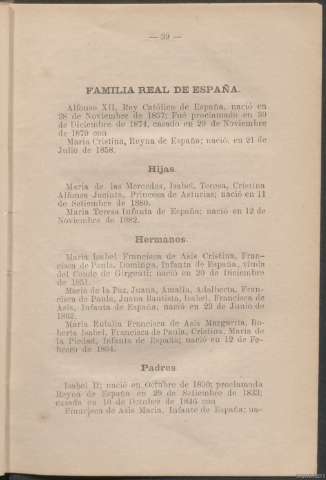 — 39 —
FAMILIA REAL DE ESPAÑA.
Alfonso XII, Rey Católico de España, nació en
28 de Noviembre de 1857; Fué proclamado en 30
de Diciembre de 1874, casado en 29 de Noviembre
de 1879 con
María Cristina, Reyna de España; nació, en 21 de
Julio de 1858.
Hijas.
María de las Mercedes, Isabel, Teresa, Cristina
Alfonsa Jacinta, Princesa de Asturias; nació en 11
de Setiembre de 1880.
María Teresa Infanta de España; nació en 12 de
Noviembre de 1882.
Hermanos.
María Isabel Francisca de Asis Cristina, Fran-
cisca de Paula, Dominga, Infanta de España, viuda
del Conde de Girgenti; nació en 20 de Diciembre
de 1851.
María de la Paz, Juana, Amalia, Adalberta, Fran-
cisca de Paula, Juana Bautista, Isabel, Francisca de
Asis, Infanta de España, nació en 23 de Junio de
1862.
María Eulalia Francisca de Asis Margarita, Ro-
berta Isabel, Francisca de Paula, Cristina, María de
la Piedad, Infanta de España; nació en 12 de Fe-
brero de 1864.
Padres.
Isabel II; nació en Octubre de 1830; proclamada
Reyna de España en 29 de Setiembre de 1833;
casada en 10 de Octubre de 1846 con
Francisca de Asis María, Infante de España; na-